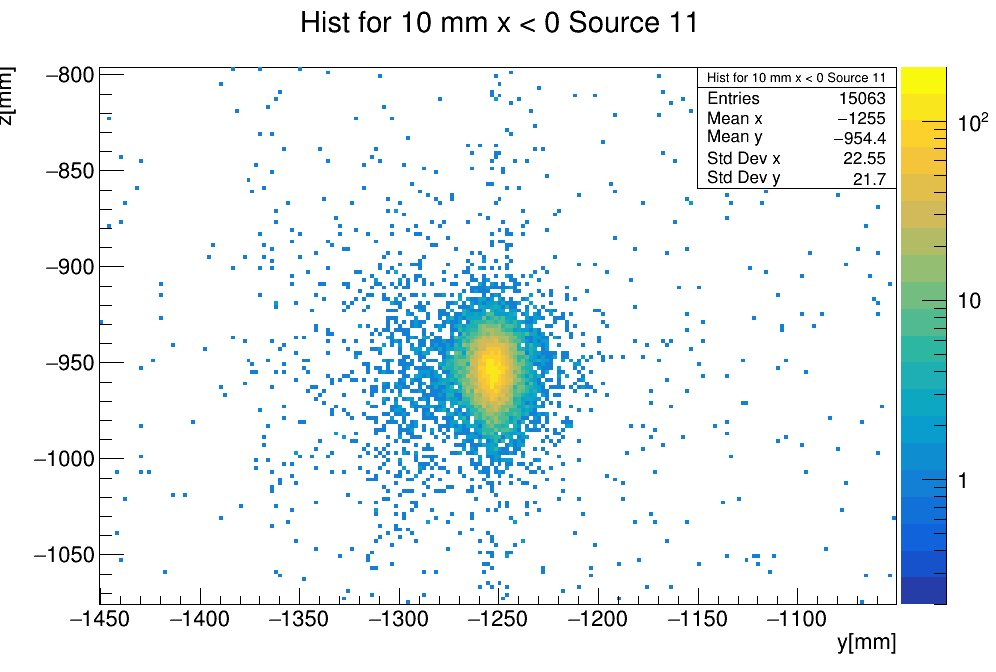 Hist for 10 mm x < 0 Source 11
z[mm]
−800
−850
−900
−950
−1000
−1050
Hist for 10 mm x < 0 Source 11
Entries 15063
Mean x −1255
Mean y −954.4
Std Dev x 22.55
Std Dev y 21.7
10²
10
1
−1450 −1400 −1350 −1300 −1250 −1200 −1150 −1100
y[mm]